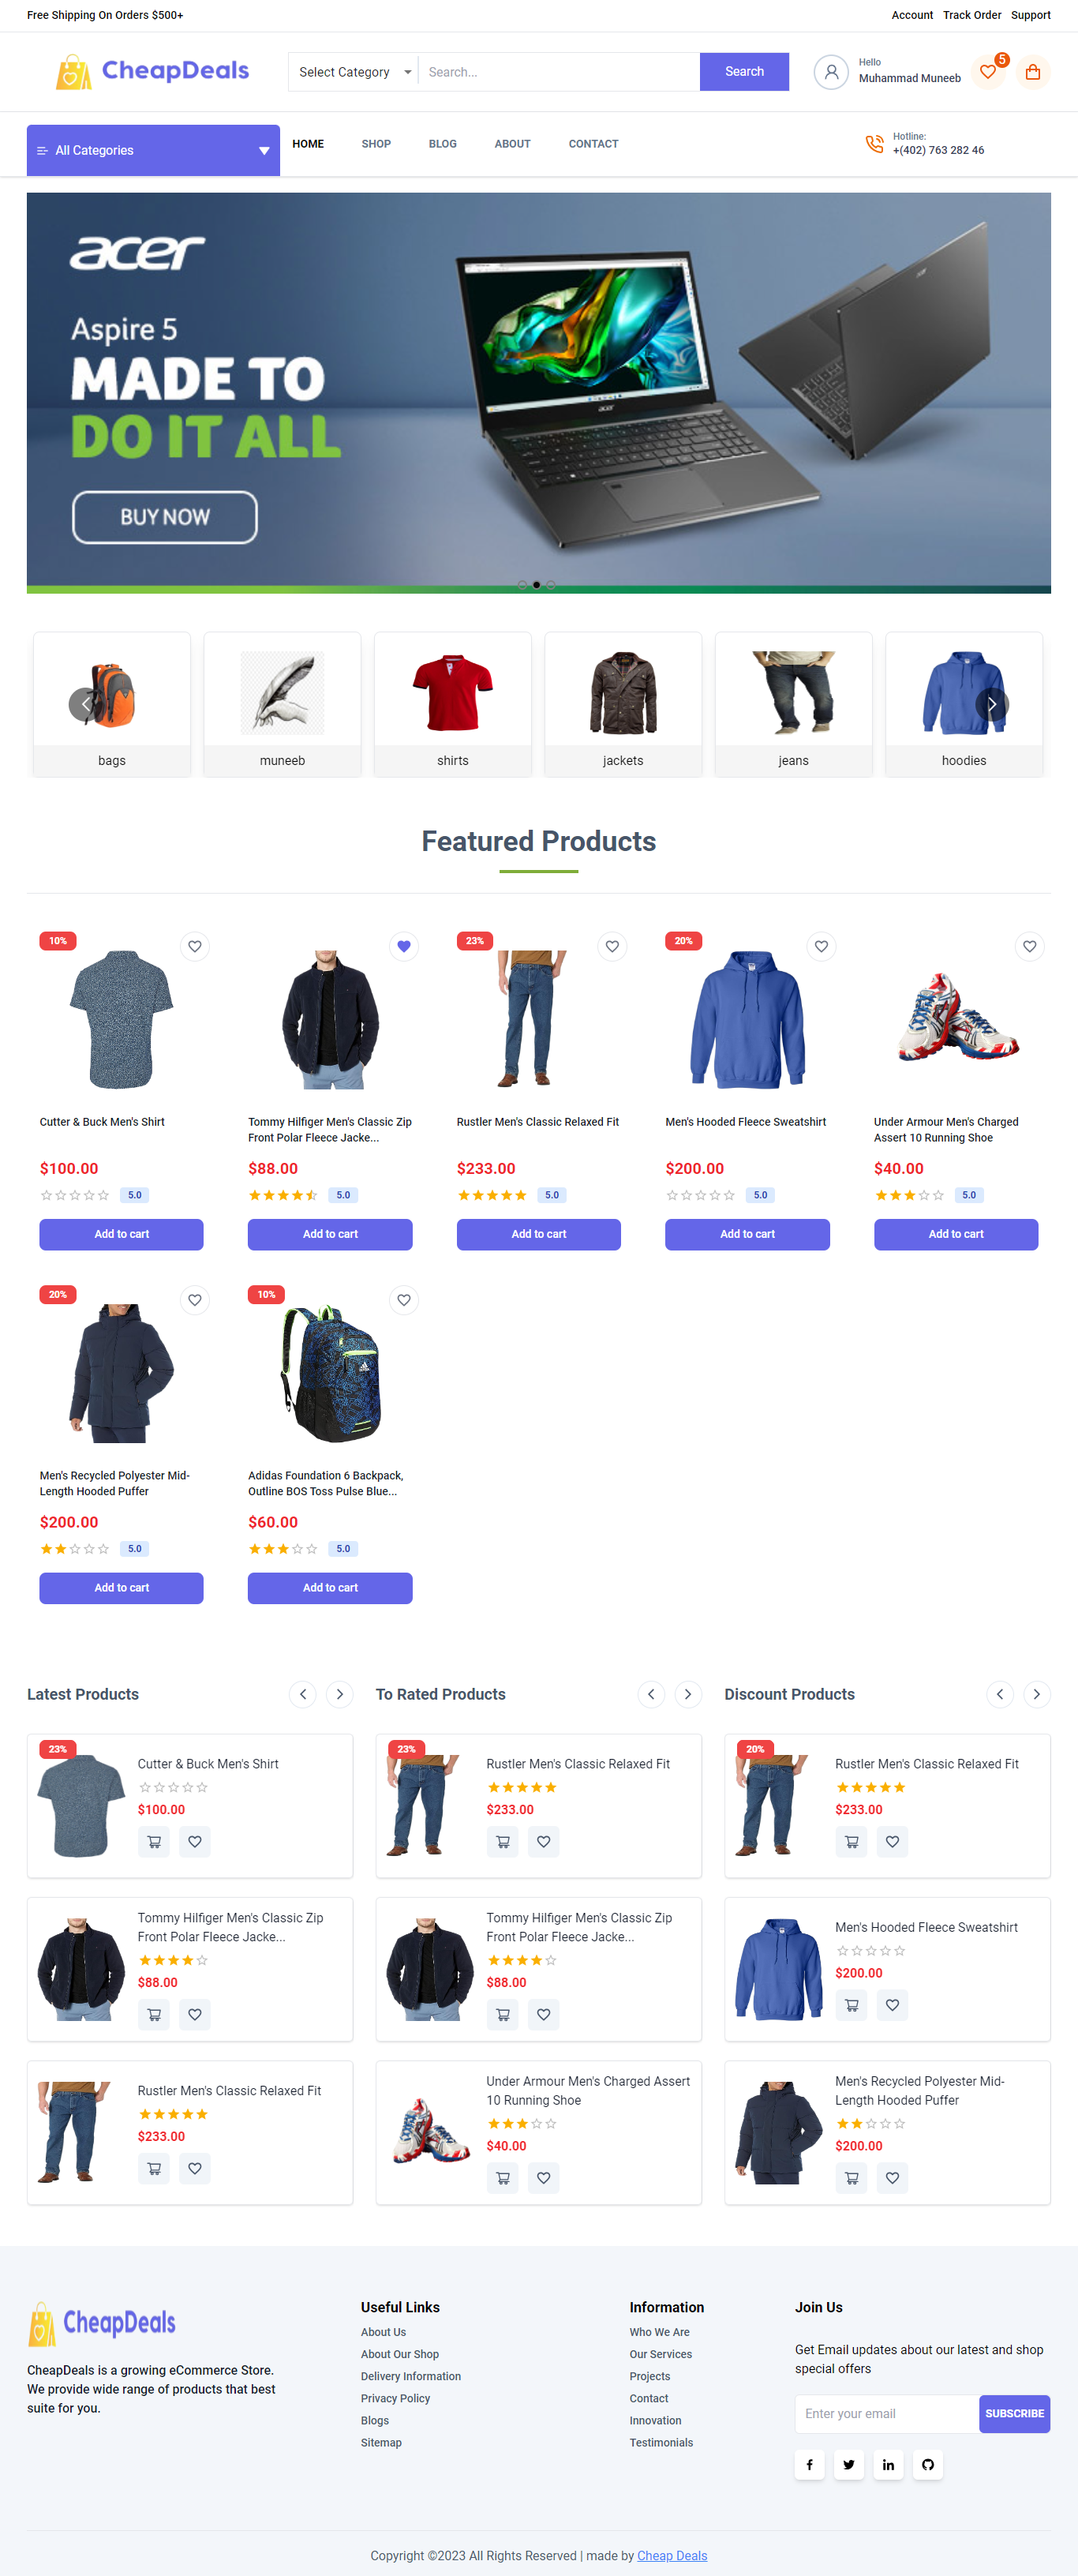 Free Shipping On Orders $500+
Account Track Order Support
CheapDeals
Select Category
Search...
Search
Hello
Muhammad Muneeb
5
All Categories
HOME SHOP BLOG ABOUT CONTACT
Hotline:
+(402) 763 282 46
acer
Aspire 5
MADE TO
DO IT ALL
BUY NOW
acer
bags muneeb shirts jackets jeans hoodies
Featured Products
10% 23% 20%
Cutter & Buck Men's Shirt
$100.00
5.0
Add to cart
Tommy Hilfiger Men's Classic Zip
Front Polar Fleece Jacke...
$88.00
5.0
Add to cart
Rustler Men's Classic Relaxed Fit
$233.00
5.0
Add to cart
Men's Hooded Fleece Sweatshirt
$200.00
5.0
Add to cart
Under Armour Men's Charged
Assert 10 Running Shoe
$40.00
5.0
Add to cart
20% 10%
Men's Recycled Polyester Mid-
Length Hooded Puffer
$200.00
5.0
Add to cart
Adidas Foundation 6 Backpack,
Outline BOS Toss Pulse Blue...
$60.00
5.0
Add to cart
Latest Products
23%
Cutter & Buck Men's Shirt
$100.00
Tommy Hilfiger Men's Classic Zip
Front Polar Fleece Jacke...
$88.00
Rustler Men's Classic Relaxed Fit
$233.00
To Rated Products
23%
Rustler Men's Classic Relaxed Fit
$233.00
Tommy Hilfiger Men's Classic Zip
Front Polar Fleece Jacke...
$88.00
Under Armour Men's Charged Assert
10 Running Shoe
$40.00
Discount Products
20%
Rustler Men's Classic Relaxed Fit
$233.00
Men's Hooded Fleece Sweatshirt
$200.00
Men's Recycled Polyester Mid-
Length Hooded Puffer
$200.00
CheapDeals
CheapDeals is a growing eCommerce Store.
We provide wide range of products that best
suite for you.
Useful Links
About Us
About Our Shop
Delivery Information
Privacy Policy
Blogs
Sitemap
Information
Who We Are
Our Services
Projects
Contact
Innovation
Testimonials
Join Us
Get Email updates about our latest and shop
special offers
Enter your email
SUBSCRIBE
Copyright ©2023 All Rights Reserved | made by Cheap Deals